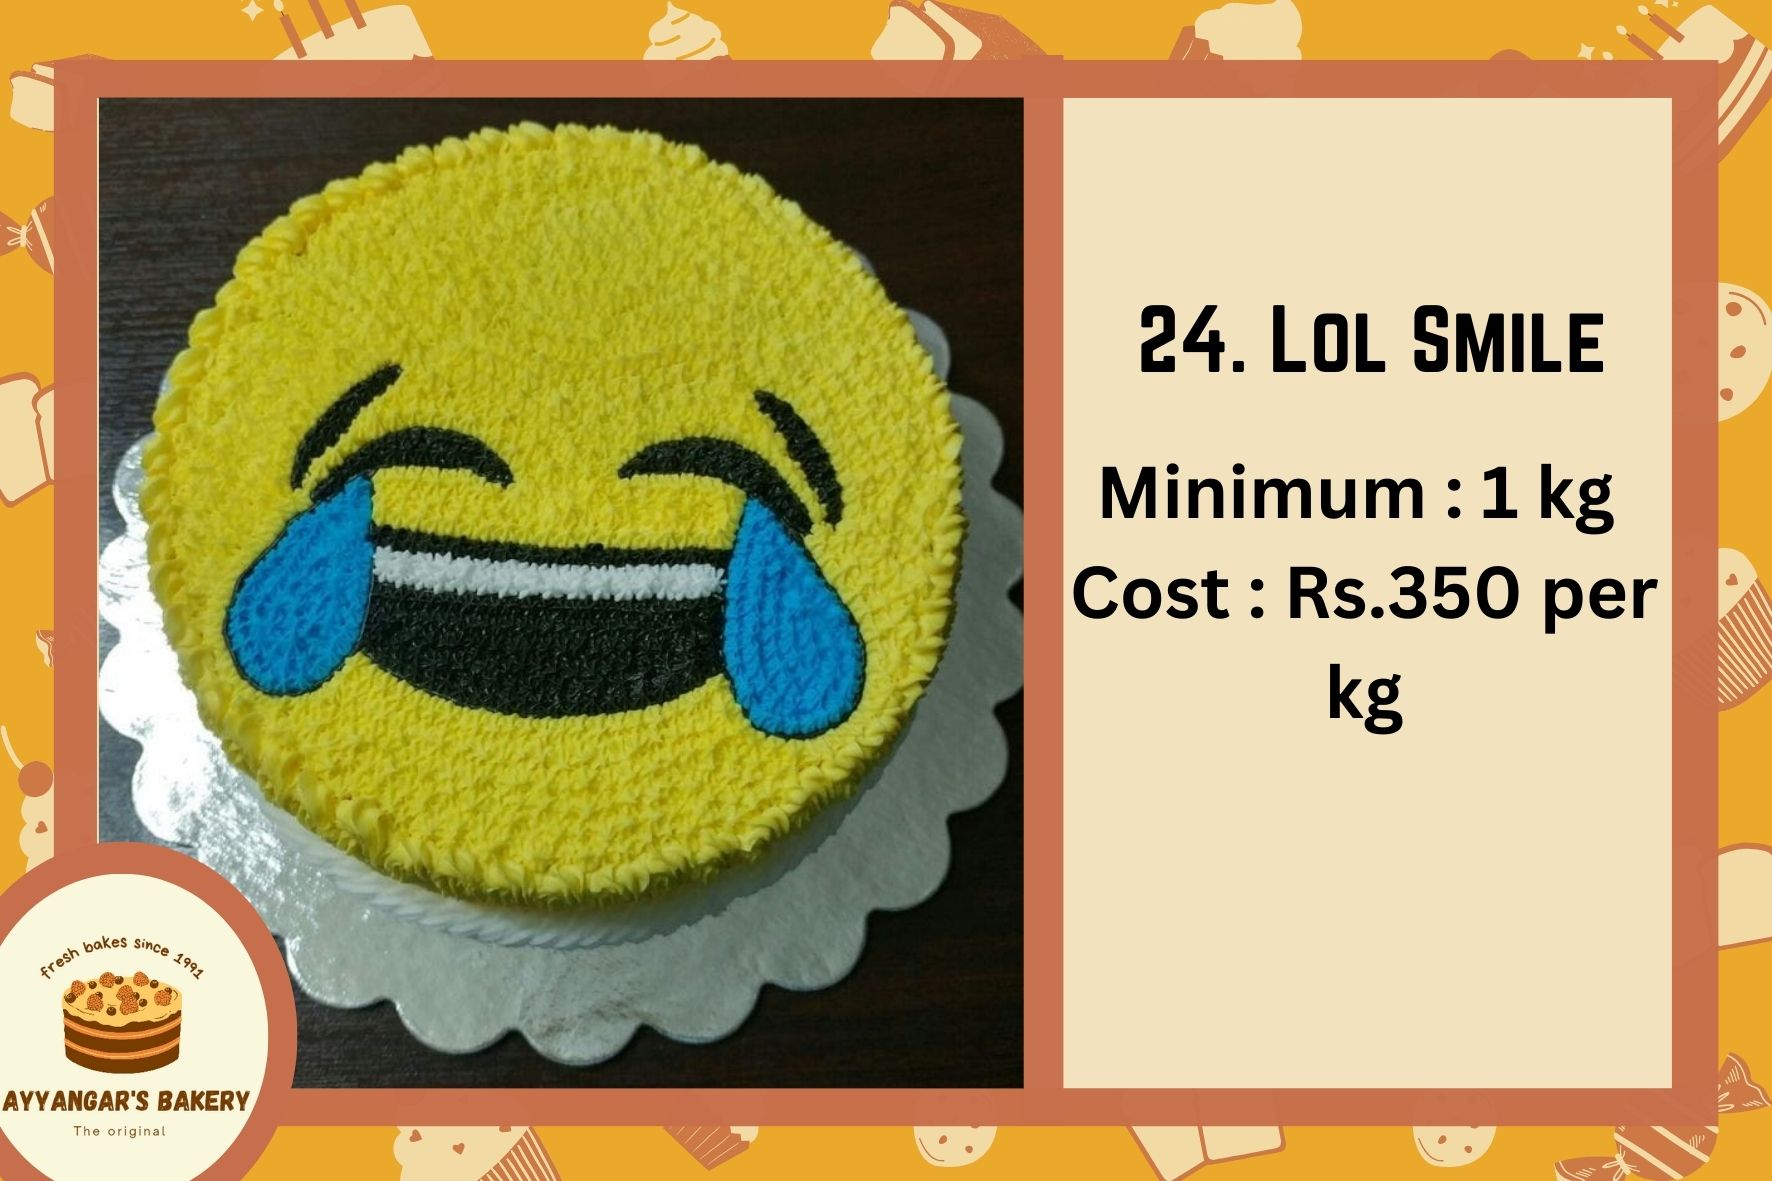 24. Lol Smile
Minimum : 1 kg
Cost : Rs.350 per
kg
fresh bakes since 1991
AYYANGAR'S BAKERY
The original